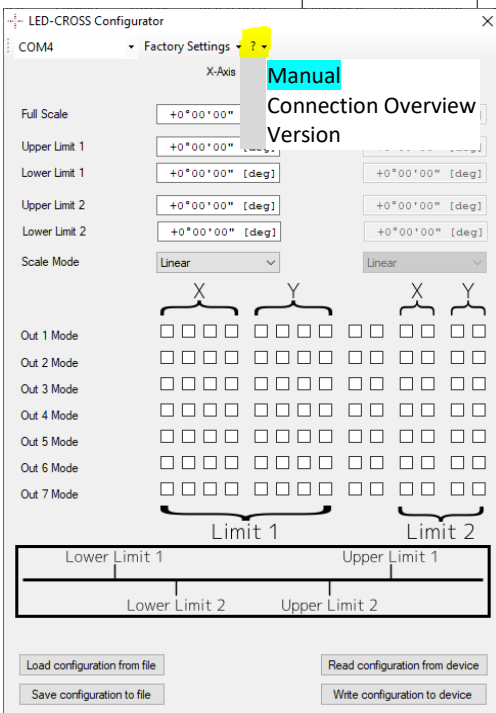 LED-CROSS Configurator
COM4 Factory Settings ?
X-Axis Manual
Connection Overview
Version
Full Scale +0°00'00"
Upper Limit 1 +0°00'00" [deg]
Lower Limit 1 +0°00'00" [deg] +0°00'00" [deg]
Upper Limit 2 +0°00'00" [deg] +0°00'00" [deg]
Lower Limit 2 +0°00'00" [deg] +0°00'00" [deg]
Scale Mode Linear Linear
X Y X Y
Out 1 Mode
Out 2 Mode
Out 3 Mode
Out 4 Mode
Out 5 Mode
Out 6 Mode
Out 7 Mode
Limit 1 Limit 2
Lower Limit 1 Upper Limit 1
Lower Limit 2 Upper Limit 2
Load configuration from file Read configuration from device
Save configuration to file Write configuration to device